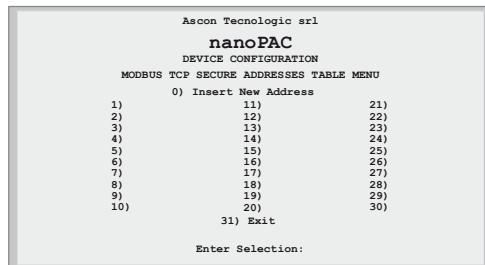 Ascon Tecnologic srl
nanoPAC
DEVICE CONFIGURATION
MODBUS TCP SECURE ADDRESSES TABLE MENU
0) Insert New Address
1) 11) 21)
2) 12) 22)
3) 13) 23)
4) 14) 24)
5) 15) 25)
6) 16) 26)
7) 17) 27)
8) 18) 28)
9) 19) 29)
10) 20) 30)
31) Exit
Enter Selection: